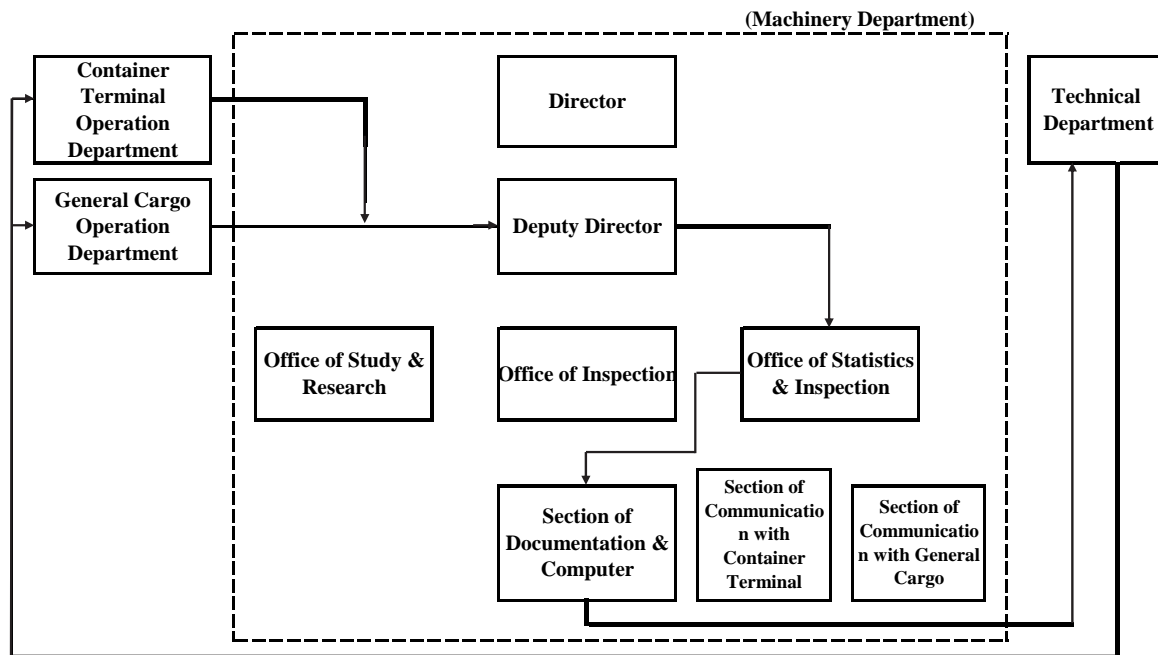 (Machinery Department)
Container
Terminal
Operation
Department
Director
Technical
Department
General Cargo
Operation
Department
Deputy Director
Office of Study &
Research
Office of Inspection
Office of Statistics
& Inspection
Section of
Documentation &
Computer
Section of
Communicatio
n with
Container
Terminal
Section of
Communicatio
n with General
Cargo